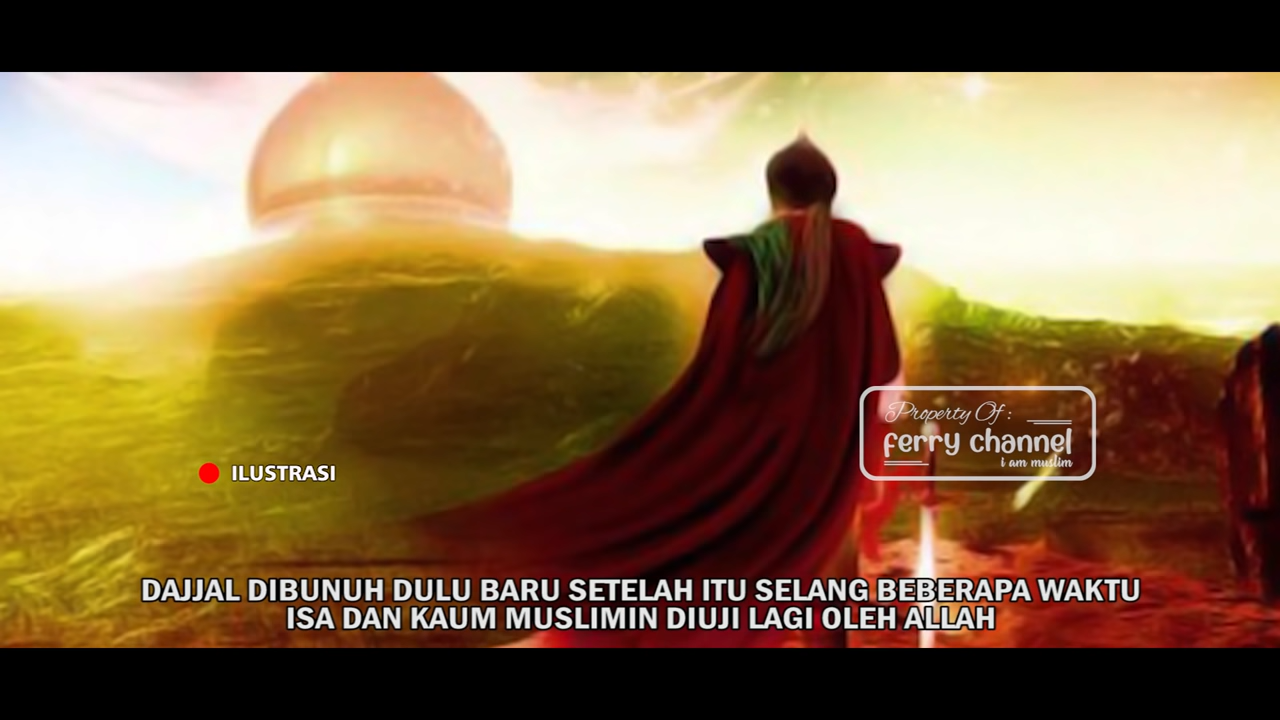 Property Of :
ferry channel
i am muslim
ILUSTRASI
DAJJAL DIBUNUH DULU BARU SETELAH ITU SELANG BEBERAPA WAKTU
ISA DAN KAUM MUSLIMIN DIUJI LAGI OLEH ALLAH